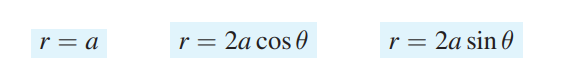 r = a r = 2a cos θ r = 2a sin θ